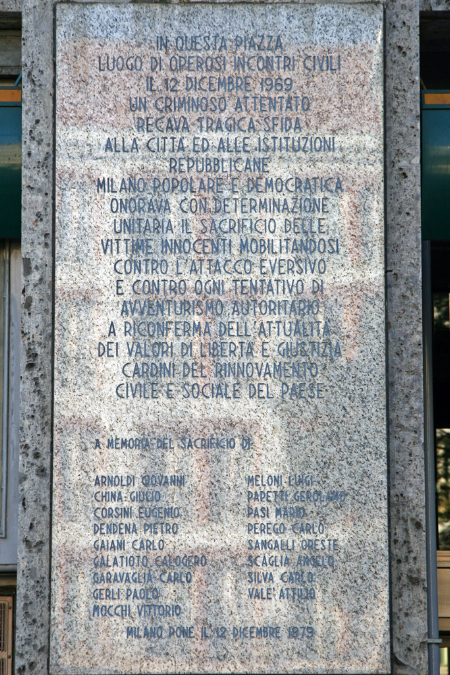 IN QUESTA PIAZZA
LUOGO DI OPEROSI INCONTRI CIVILI
IL 12 DICEMBRE 1969
UN CRIMINOSO ATTENTATO
RECAVA TRAGICA SFIDA
ALLA CITTÀ ED ALLE ISTITUZIONI
REPUBBLICANE
MILANO POPOLARE E DEMOCRATICA
ONORAVA CON DETERMINAZIONE
UNITARIA IL SACRIFICIO DELLE
VITTIME INNOCENTI MOBILITANDOSI
CONTRO L'ATTACCO EVERSIVO
E CONTRO OGNI TENTATIVO DI
AVVENTURISMO AUTORITARIO
A RICONFERMA DELL'ATTUALITÀ
DEI VALORI DI LIBERTÀ E GIUSTIZIA
CARDINI DEL RINNOVAMENTO
CIVILE E SOCIALE DEL PAESE
A MEMORIA DEL SACRIFICIO DI:
ARNOLDI GIOVANNI
CHINA GIULIO
CORSINI EUGENIO
DENDENA PIETRO
GAIANI CARLO
GALATIOTO CALOGERO
GARAVAGLIA CARLO
GERLI PAOLO
MOCCHI VITTORIO
MELONI LUIGI
PAPETTI GEROLAMO
PASI MARIO
PEREGO CARLO
SANGALLI ORESTE
SCAGLIA ANGELO
SILVA CARLO
VALE' ATTILIO
MILANO PONE IL 12 DICEMBRE 1979